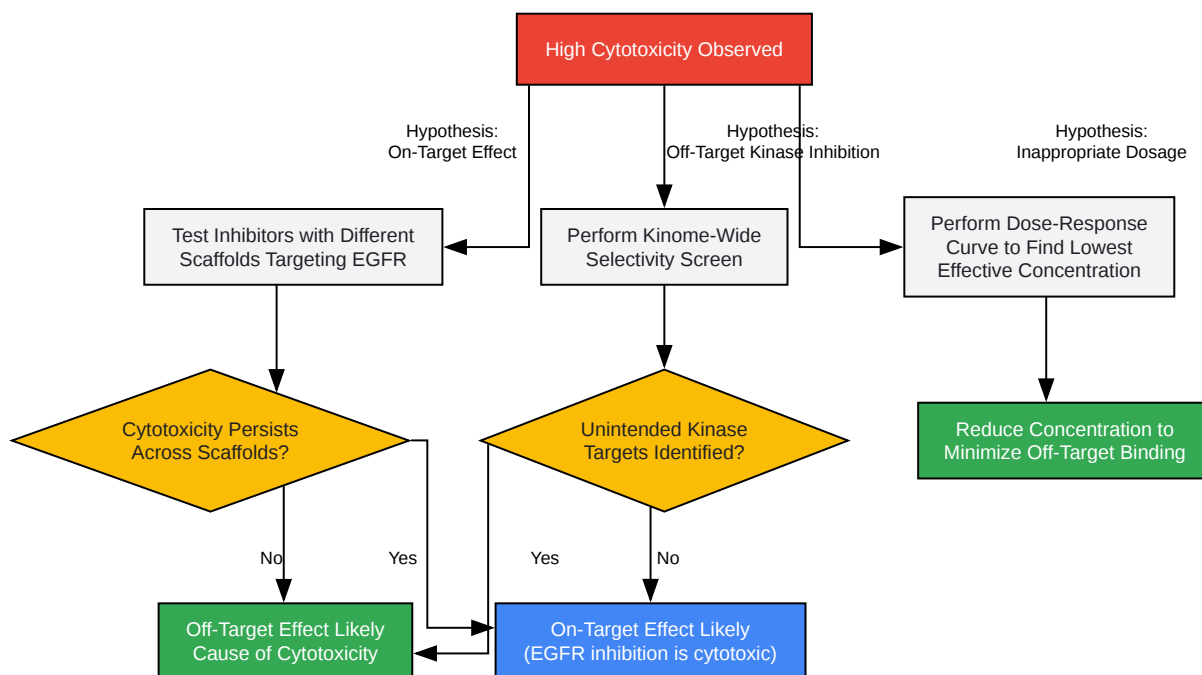 High Cytotoxicity Observed
Hypothesis:
On-Target Effect
Hypothesis:
Off-Target Kinase Inhibition
Hypothesis:
Inappropriate Dosage
Test Inhibitors with Different
Scaffolds Targeting EGFR
Perform Kinome-Wide
Selectivity Screen
Perform Dose-Response
Curve to Find Lowest
Effective Concentration
Cytotoxicity Persists
Across Scaffolds?
Unintended Kinase
Targets Identified?
Reduce Concentration to
Minimize Off-Target Binding
No
Yes
Yes
No
Off-Target Effect Likely
Cause of Cytotoxicity
On-Target Effect Likely
(EGFR inhibition is cytotoxic)